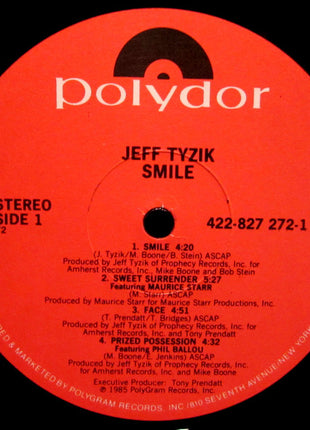 polydor
JEFF TYZIK
SMILE
STEREO
SIDE 1
422-827 272-1
1. SMILE 4:20
(J. Tyzik/M. Boone/B. Stein) ASCAP
Produced by Jeff Tyzik of Prophecy Records, Inc. for
Amherst Records, Inc., Mike Boone and Bob Stein
2. SWEET SURRENDER 5:27
Featuring MAURICE STARR
(M. Starr) ASCAP
Produced by Maurice Starr for Maurice Starr Productions, Inc.
3. FACE 4:51
(T. Prendatt/T. Bridges) ASCAP
Produced by Jeff Tyzik of Prophecy Records, Inc. for
Amherst Records, Inc. and Tony Prendatt
4. PRIZED POSSESSION 4:32
Featuring PHIL BALLOU
(M. Boone/E. Jenkins) ASCAP
Produced by Jeff Tyzik of Prophecy Records, Inc. for
Amherst Records, Inc. and Mike Boone
Executive Producer: Tony Prendatt
℗ 1985 PolyGram Records, Inc.
& MARKETED BY POLYGRAM RECORDS, INC./810 SEVENTH AVENUE/NEW